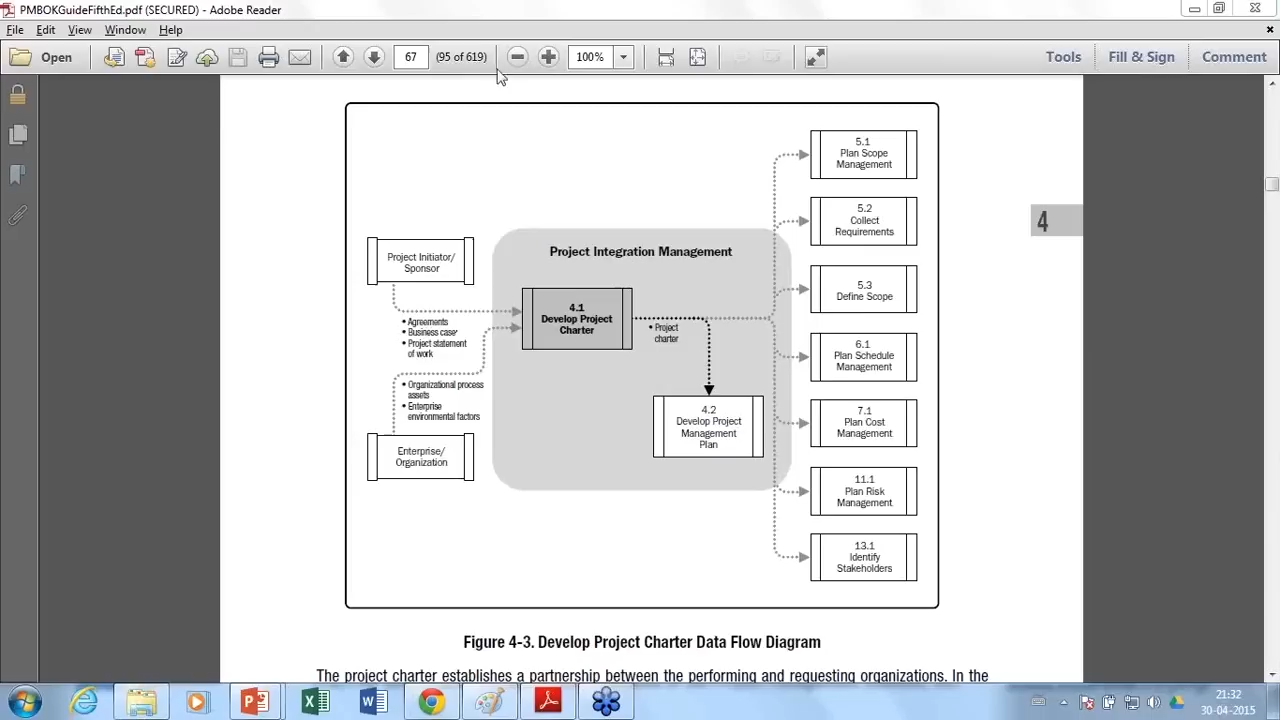 PMBOKGuideFifthEd.pdf (SECURED) - Adobe Reader
File Edit View Window Help
Open
67 (95 of 619)
100%
Tools Fill & Sign Comment
4
Project Initiator/
Sponsor
• Agreements
• Business case
• Project statement
of work
• Organizational process
assets
• Enterprise
environmental factors
Enterprise/
Organization
Project Integration Management
4.1
Develop Project
Charter
• Project
charter
4.2
Develop Project
Management
Plan
5.1
Plan Scope
Management
5.2
Collect
Requirements
5.3
Define Scope
6.1
Plan Schedule
Management
7.1
Plan Cost
Management
11.1
Plan Risk
Management
13.1
Identify
Stakeholders
Figure 4-3. Develop Project Charter Data Flow Diagram
The project charter establishes a partnership between the performing and requesting organizations. In the
21:32
30-04-2015